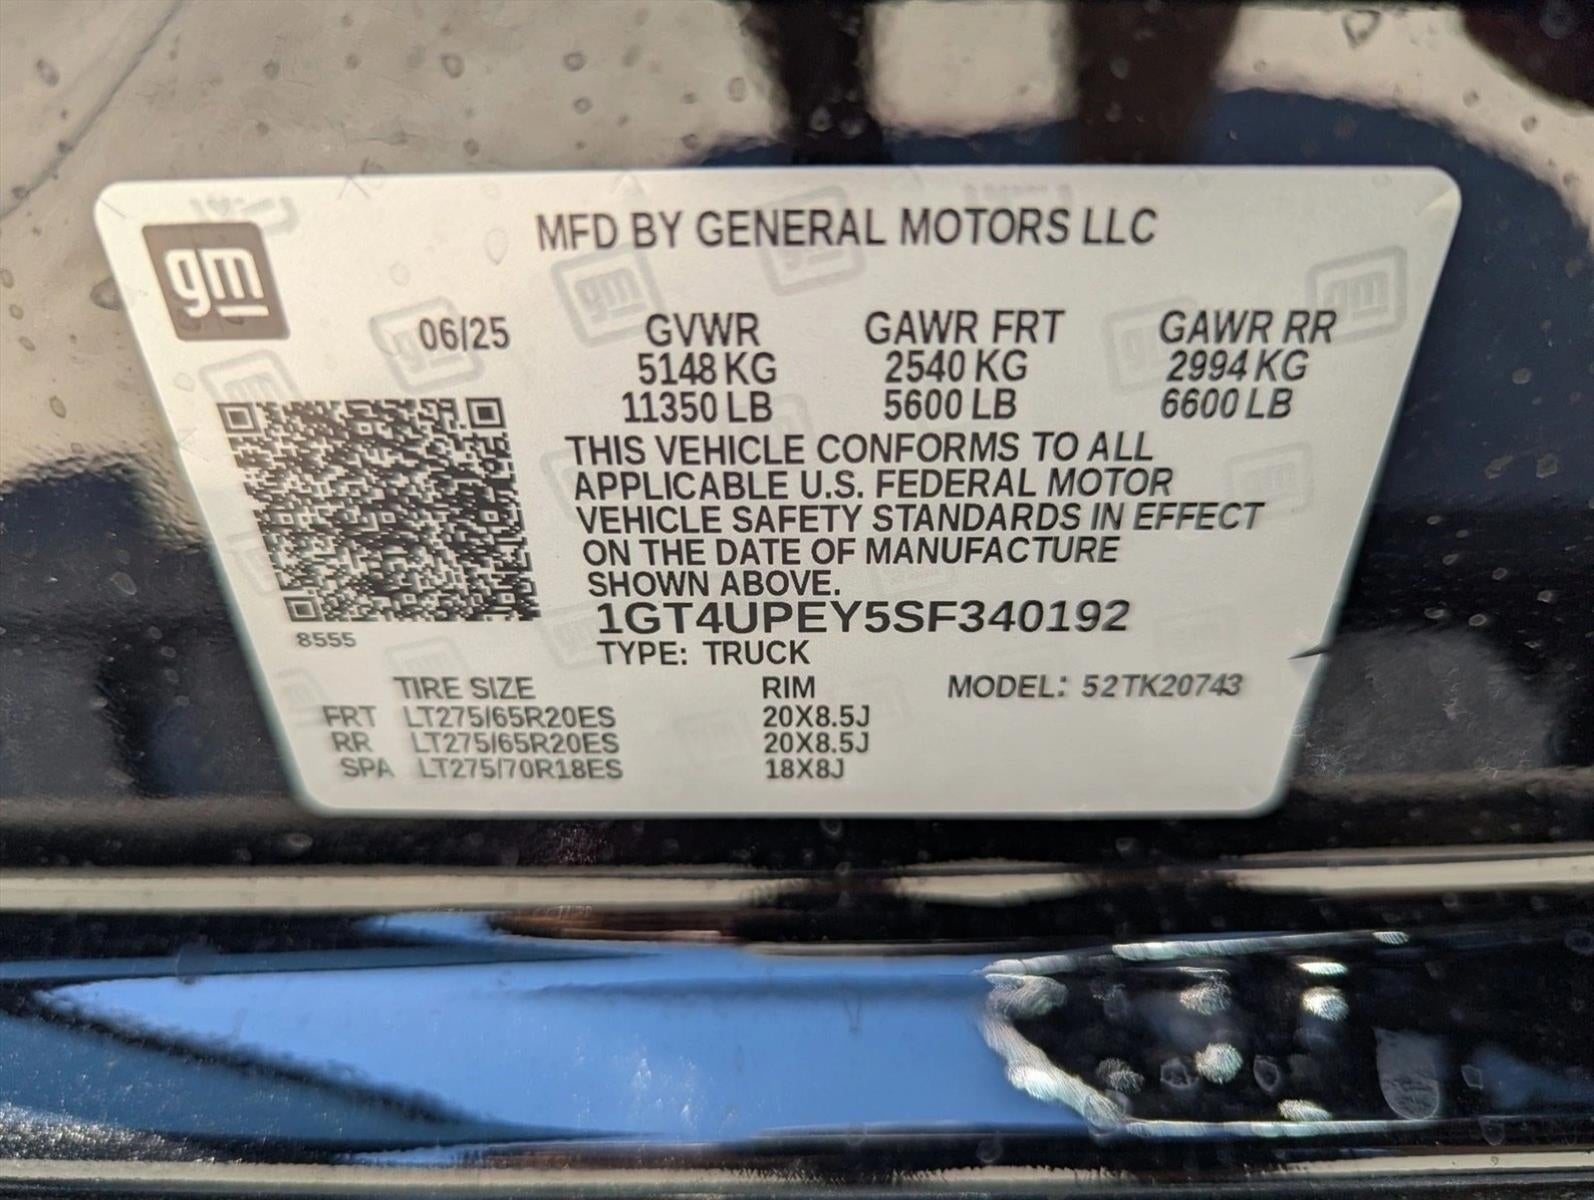 gm
MFD BY GENERAL MOTORS LLC
06/25 GVWR GAWR FRT GAWR RR
5148 KG 2540 KG 2994 KG
11350 LB 5600 LB 6600 LB
THIS VEHICLE CONFORMS TO ALL
APPLICABLE U.S. FEDERAL MOTOR
VEHICLE SAFETY STANDARDS IN EFFECT
ON THE DATE OF MANUFACTURE
SHOWN ABOVE.
1GT4UPEY5SF340192
8555
TYPE: TRUCK
TIRE SIZE RIM MODEL: 52TK20743
FRT LT275/65R20ES 20X8.5J
RR LT275/65R20ES 20X8.5J
SPA LT275/70R18ES 18X8J